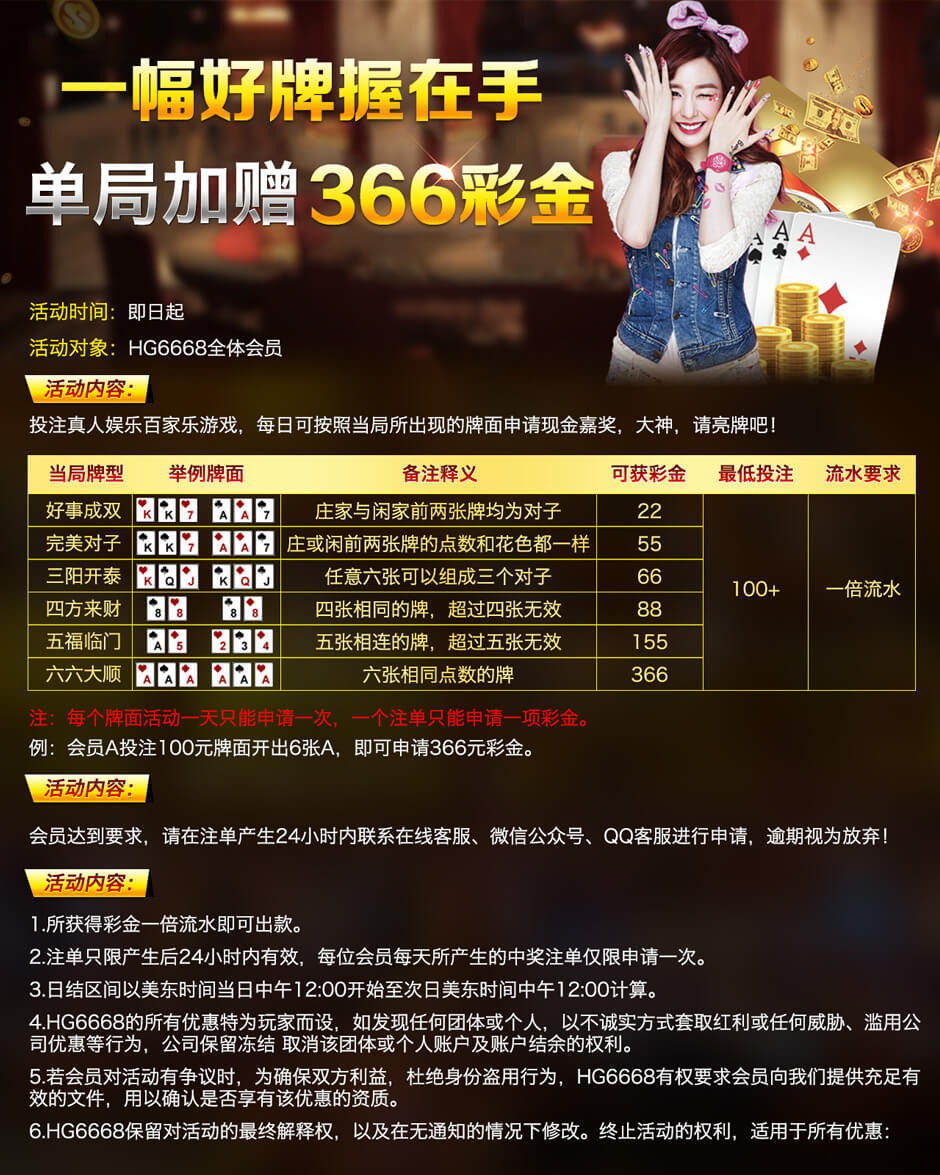 一幅好牌握在手
单局加赠366彩金
活动时间：即日起
活动对象：HG6668全体会员
活动内容：
投注真人娱乐百家乐游戏，每日可按照当局所出现的牌面申请现金嘉奖，大神，请亮牌吧！
当局牌型 举例牌面 备注释义 可获彩金 最低投注 流水要求
好事成双 K K 7 A A 7 庄家与闲家前两张牌均为对子 22
完美对子 K K 7 A A 7 庄或闲前两张牌的点数和花色都一样 55
三阳开泰 K Q J K Q J 任意六张可以组成三个对子 66
100+ 一倍流水
四方来财 8 8 8 8 四张相同的牌，超过四张无效 88
五福临门 A 5 2 3 4 五张相连的牌，超过五张无效 155
六六大顺 A A A A A A 六张相同点数的牌 366
注：每个牌面活动一天只能申请一次，一个注单只能申请一项彩金。
例：会员A投注100元牌面开出6张A，即可申请366元彩金。
活动内容：
会员达到要求，请在注单产生24小时内联系在线客服、微信公众号、QQ客服进行申请，逾期视为放弃！
活动内容：
1.所获得彩金一倍流水即可出款。
2.注单只限产生后24小时内有效，每位会员每天所产生的中奖注单仅限申请一次。
3.日结区间以美东时间当日中午12:00开始至次日美东时间中午12:00计算。
4.HG6668的所有优惠特为玩家而设，如发现任何团体或个人，以不诚实方式套取红利或任何威胁、滥用公
司优惠等行为，公司保留冻结 取消该团体或个人账户及账户结余的权利。
5.若会员对活动有争议时，为确保双方利益，杜绝身份盗用行为，HG6668有权要求会员向我们提供充足有
效的文件，用以确认是否享有该优惠的资质。
6.HG6668保留对活动的最终解释权，以及在无通知的情况下修改。终止活动的权利，适用于所有优惠：